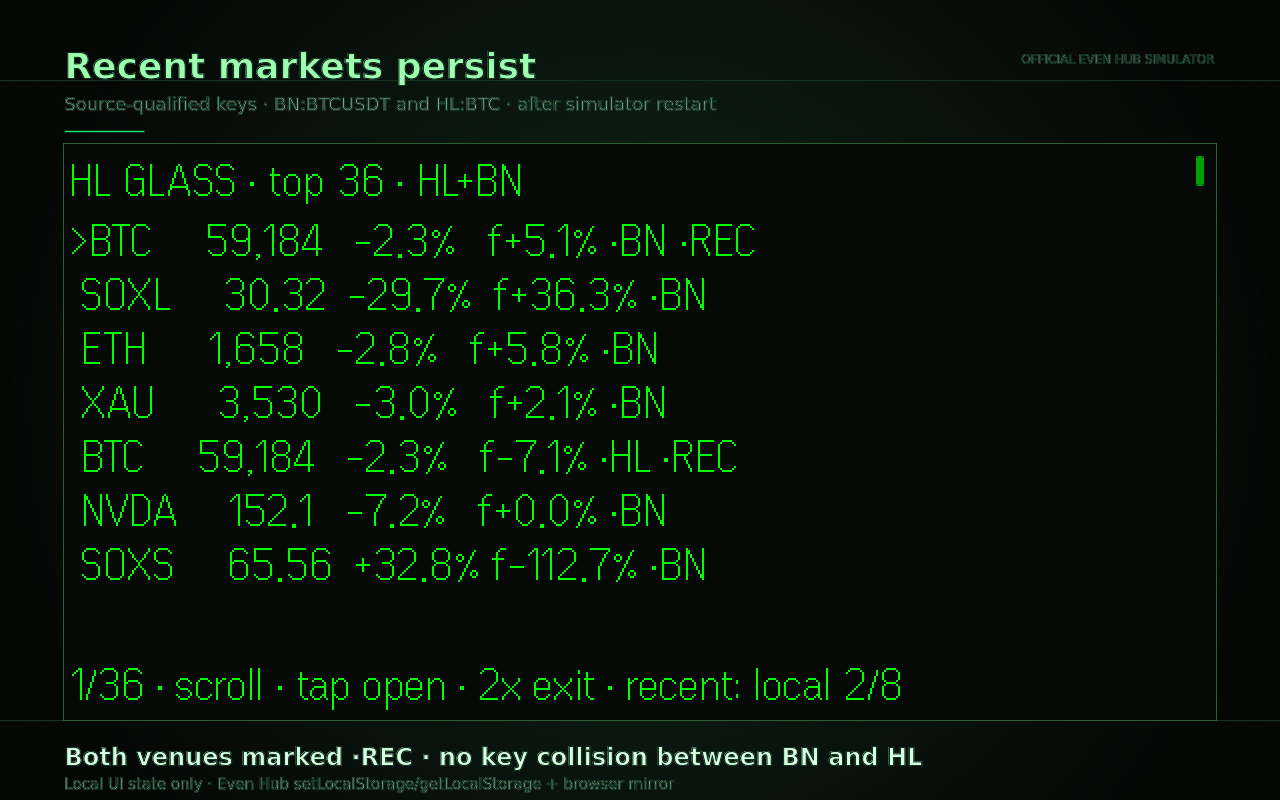 Recent markets persist
OFFICIAL EVEN HUB SIMULATOR
Source-qualified keys · BN:BTCUSDT and HL:BTC · after simulator restart
HL GLASS · top 36 · HL+BN
>BTC 59,184 -2.3% f+5.1% ·BN ·REC
SOXL 30.32 -29.7% f+36.3% ·BN
ETH 1,658 -2.8% f+5.8% ·BN
XAU 3,530 -3.0% f+2.1% ·BN
BTC 59,184 -2.3% f-7.1% ·HL ·REC
NVDA 152.1 -7.2% f+0.0% ·BN
SOXS 65.56 +32.8% f-112.7% ·BN
1/36 · scroll · tap open · 2x exit · recent: local 2/8
Both venues marked ·REC · no key collision between BN and HL
Local UI state only · Even Hub setLocalStorage/getLocalStorage + browser mirror